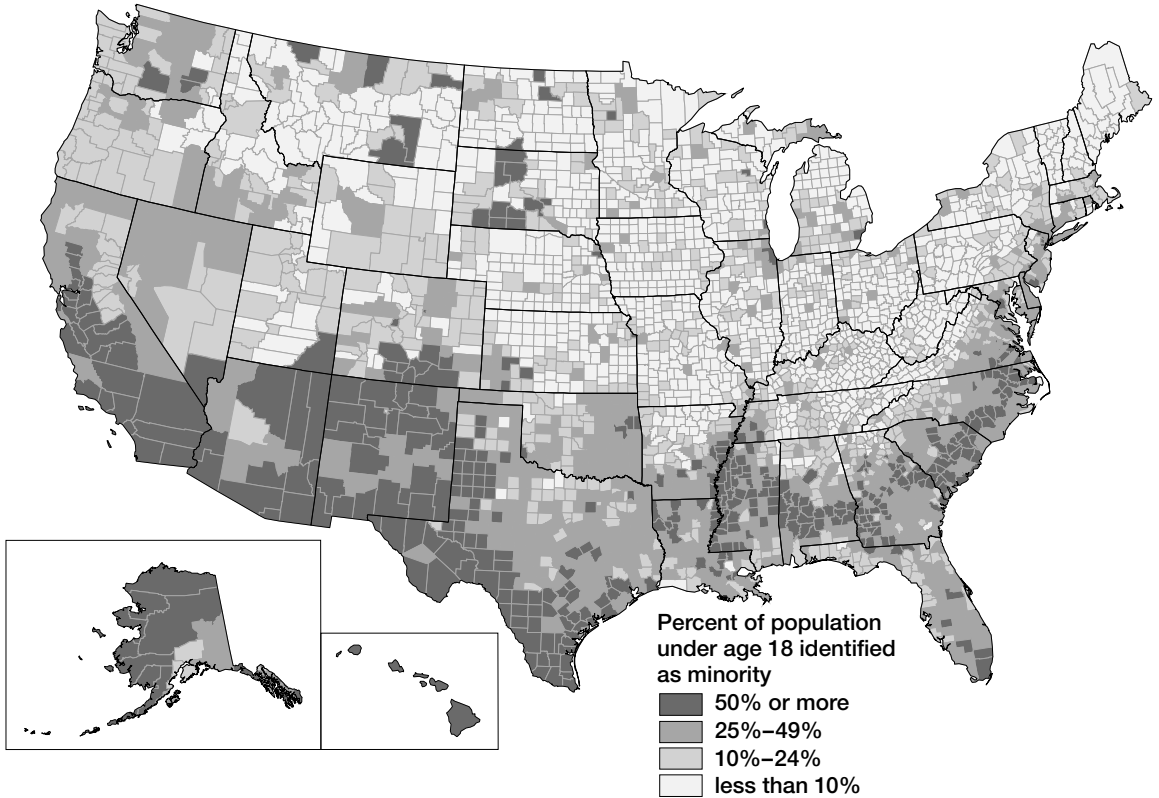 Percent of population
under age 18 identified
as minority
50% or more
25%–49%
10%–24%
less than 10%